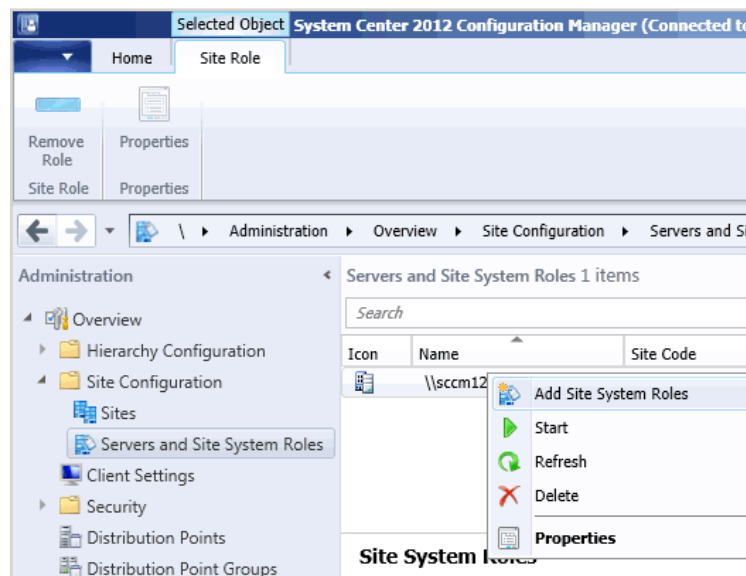 Selected Object System Center 2012 Configuration Manager (Connected to
Home Site Role
Remove Role
Properties
Site Role Properties
\ Administration Overview Site Configuration Servers and Si
Administration
Servers and Site System Roles 1 items
Overview
Search
Hierarchy Configuration
Icon Name Site Code
Site Configuration
\\sccm12
Add Site System Roles
Sites
Start
Servers and Site System Roles
Refresh
Client Settings
Delete
Security
Properties
Distribution Points
Site System Roles
Distribution Point Groups